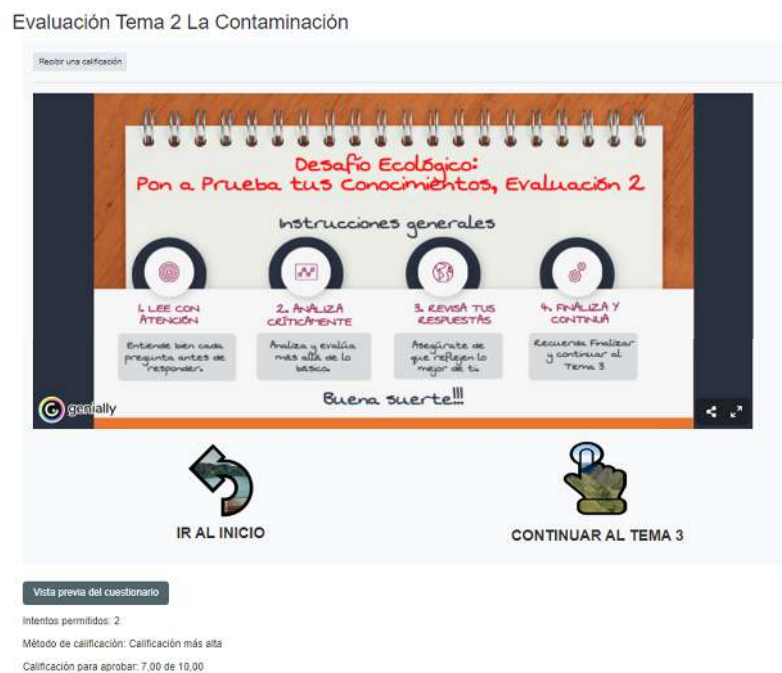 Evaluación Tema 2 La Contaminación
Recibir una calificación
Desafío Ecológico:
Pon a Prueba tus Conocimientos, Evaluación 2
Instrucciones generales
1. LEE CON
ATENCIÓN
Entiende bien cada
pregunta antes de
responder.
2. ANALIZA
CRÍTICAMENTE
Analiza y evalúa
más allá de lo
básico.
3. REVISA TUS
RESPUESTAS
Asegúrate de
que reflejen lo
mejor de ti.
4. FINALIZA Y
CONTINUA
Recuerda Finalizar
y continuar al
Tema 3
Buena suerte!!!
genially
IR AL INICIO
CONTINUAR AL TEMA 3
Vista previa del cuestionario
Intentos permitidos: 2
Método de calificación: Calificación más alta
Calificación para aprobar: 7,00 de 10,00